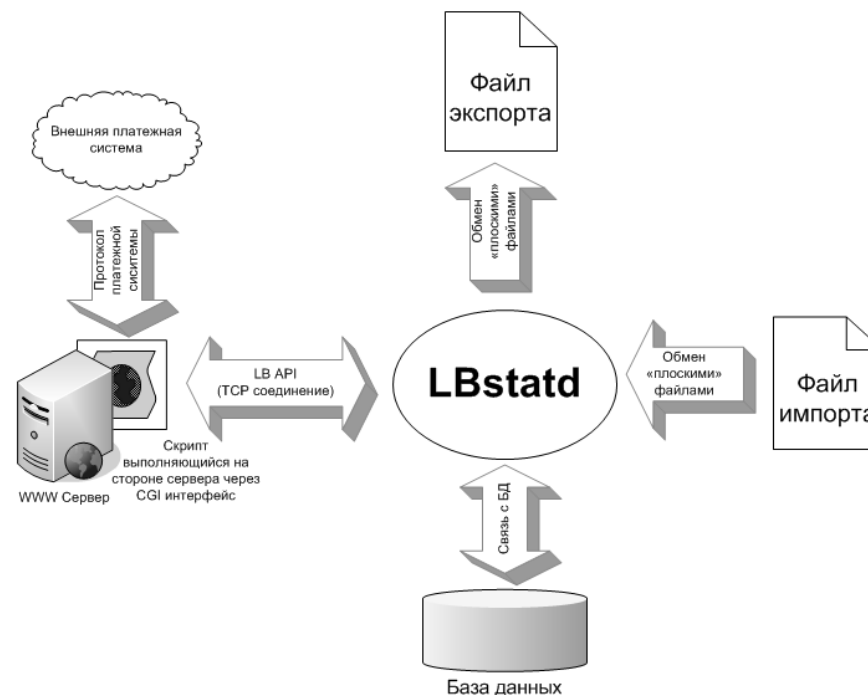 Файл
экспорта
Внешняя платежная
система
Обмен
«плоскими»
файлами
Протокол
платежной
сиситемы
LB API
(TCP соединение)
LBstatd
Обмен
«плоскими»
файлами
Файл
импорта
Скрипт
выполняющийся на
стороне сервера через
CGI интерфейс
WWW Сервер
Связь с БД
База данных